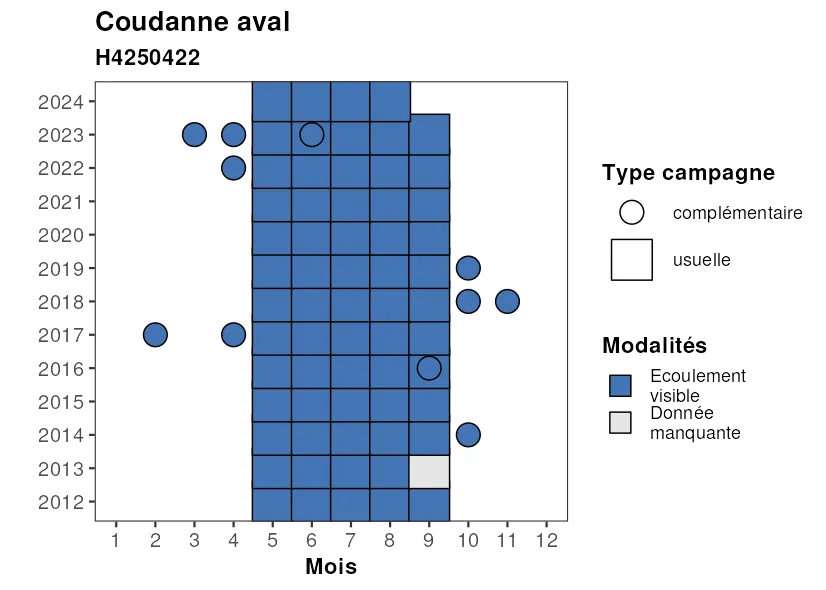 Coudanne aval
H4250422
2024
2023
2022
2021
2020
2019
2018
2017
2016
2015
2014
2013
2012
1 2 3 4 5 6 7 8 9 10 11 12
Mois
Type campagne
complémentaire
usuelle
Modalités
Ecoulement
visible
Donnée
manquante